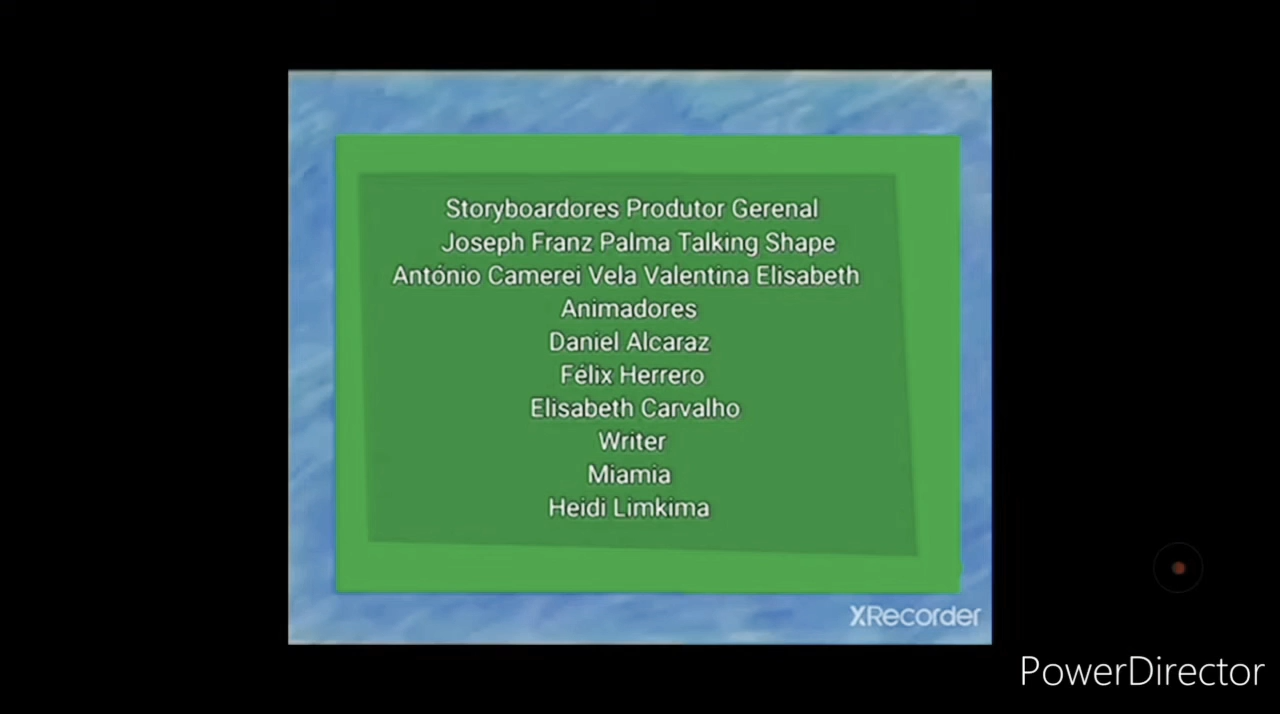 Storyboardores Produtor Gerenal
Joseph Franz Palma Talking Shape
António Camerei Vela Valentina Elisabeth
Animadores
Daniel Alcaraz
Félix Herrero
Elisabeth Carvalho
Writer
Miamia
Heidi Limkima
XRecorder
PowerDirector